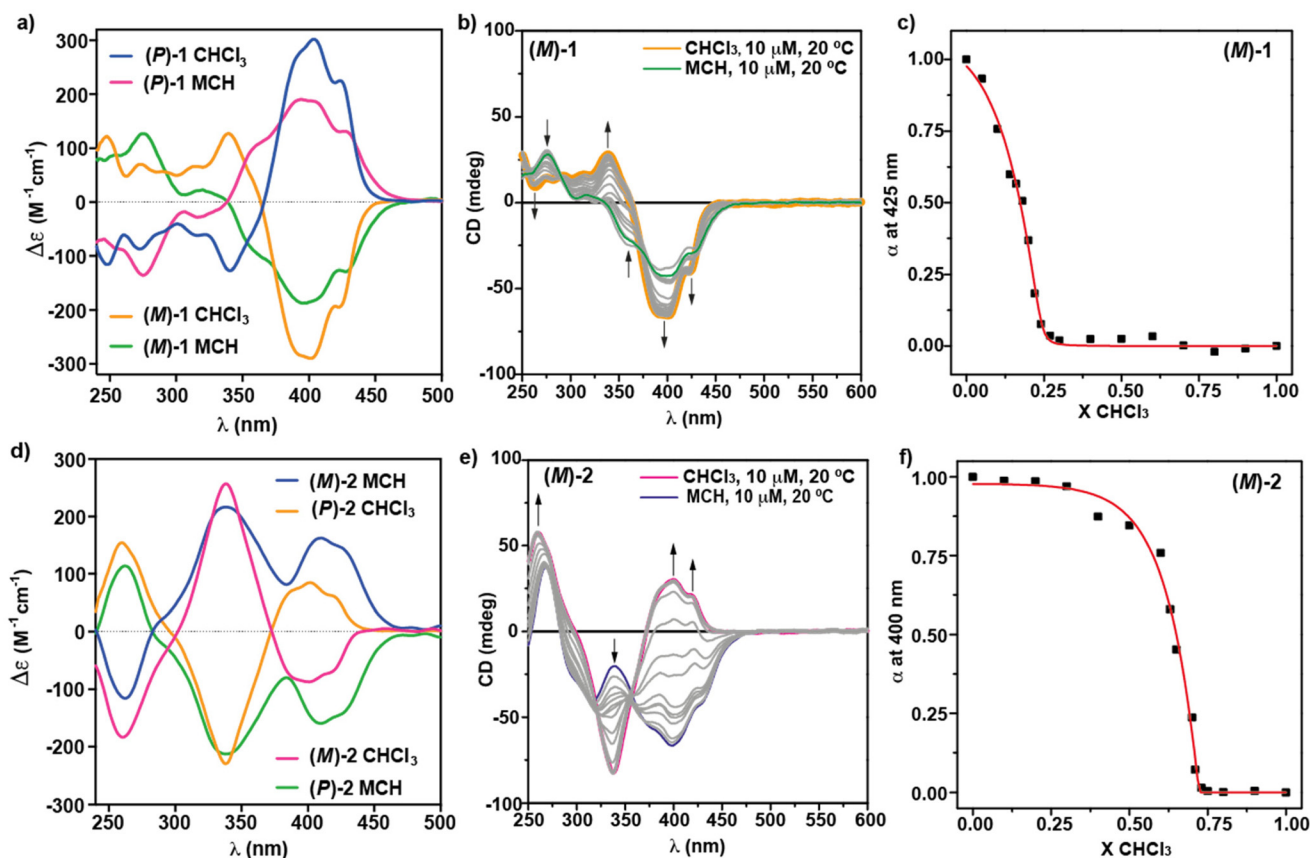 a)
300
200
100
0
-100
-200
-300
Δε (M⁻¹cm⁻¹)
(P)-1 CHCl₃
(P)-1 MCH
(M)-1 CHCl₃
(M)-1 MCH
250 300 350 400 450 500
λ (nm)
b)
100
50
0
-50
-100
CD (mdeg)
(M)-1
CHCl₃, 10 μM, 20 ºC
MCH, 10 μM, 20 ºC
250 300 350 400 450 500 550 600
λ (nm)
c)
1.00
0.75
0.50
0.25
0.00
α at 425 nm
(M)-1
0.00 0.25 0.50 0.75 1.00
X CHCl₃
d)
300
200
100
0
-100
-200
-300
Δε (M⁻¹cm⁻¹)
(M)-2 MCH
(P)-2 CHCl₃
(M)-2 CHCl₃
(P)-2 MCH
250 300 350 400 450 500
λ (nm)
e)
100
50
0
-50
-100
CD (mdeg)
(M)-2
CHCl₃, 10 μM, 20 ºC
MCH, 10 μM, 20 ºC
250 300 350 400 450 500 550 600
λ (nm)
f)
1.00
0.75
0.50
0.25
0.00
α at 400 nm
(M)-2
0.00 0.25 0.50 0.75 1.00
X CHCl₃